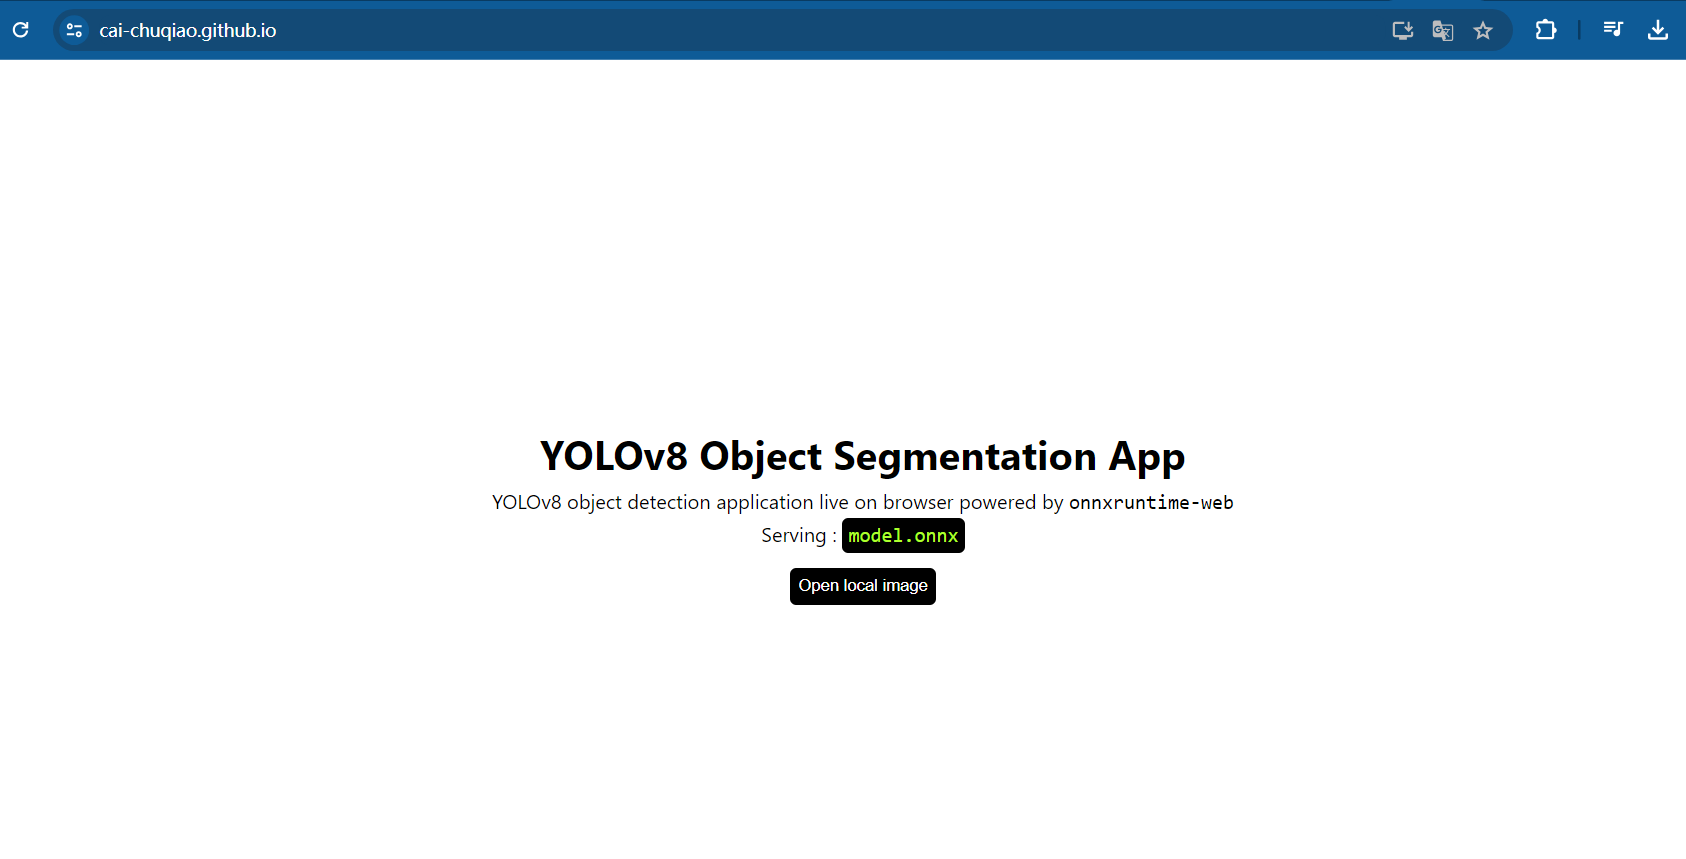 cai-chuqiao.github.io
YOLOv8 Object Segmentation App
YOLOv8 object detection application live on browser powered by onnxruntime-web
Serving : model.onnx
Open local image